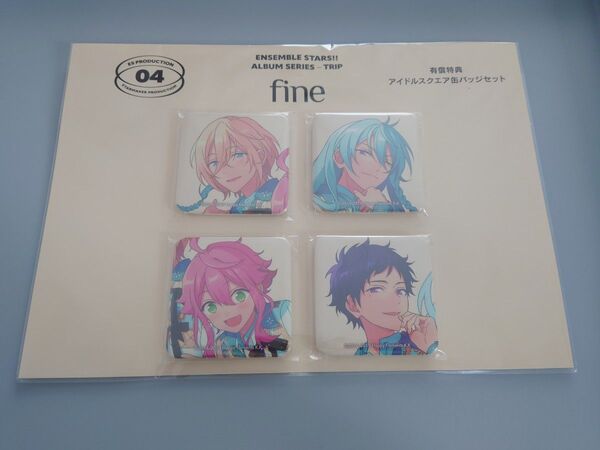 ES PRODUCTION
04
STARMAKER PRODUCTION
ENSEMBLE STARS!!
ALBUM SERIES -TRIP
fine
有償特典
アイドルスクエア缶バッジセット